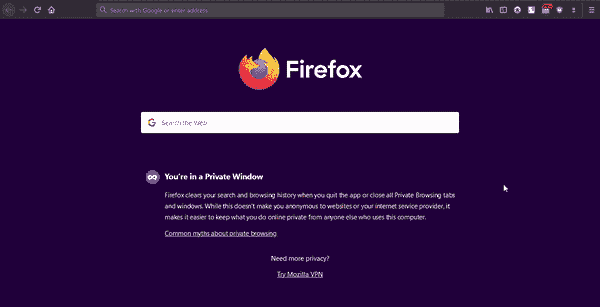 Search with Google or enter address
Firefox
Search the Web
You're in a Private Window
Firefox clears your search and browsing history when you quit the app or close all Private Browsing tabs
and windows. While this doesn't make you anonymous to websites or your internet service provider, it
makes it easier to keep what you do online private from anyone else who uses this computer.
Common myths about private browsing
Need more privacy?
Try Mozilla VPN